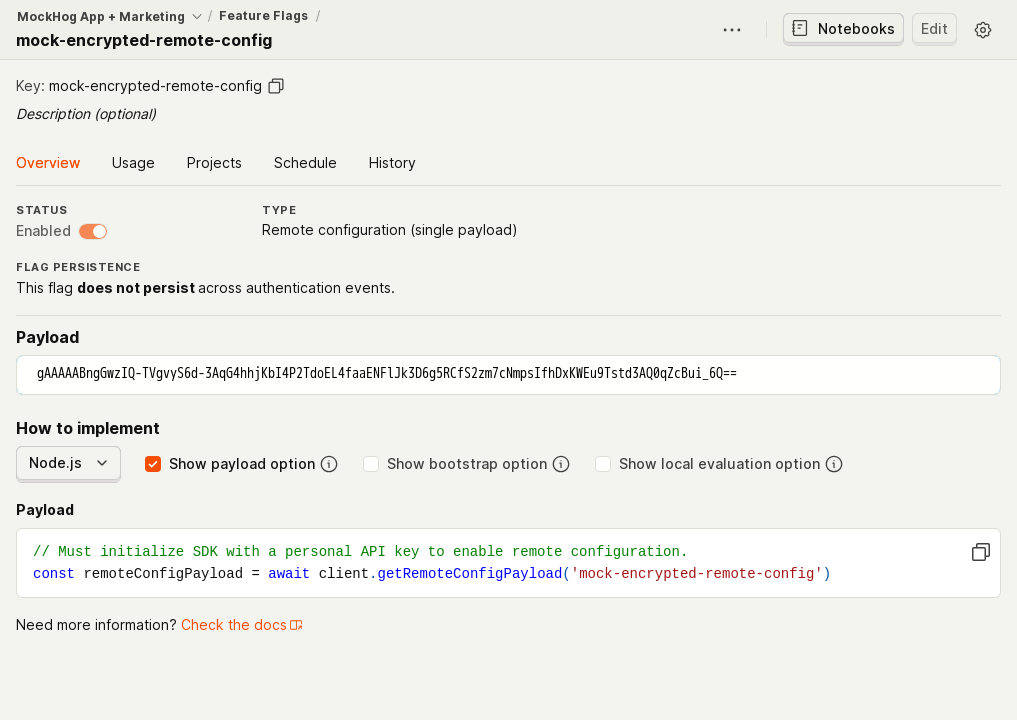 MockHog App + Marketing / Feature Flags /
mock-encrypted-remote-config
Notebooks
Edit
Key: mock-encrypted-remote-config
Description (optional)
Overview Usage Projects Schedule History
STATUS TYPE
Enabled Remote configuration (single payload)
FLAG PERSISTENCE
This flag does not persist across authentication events.
Payload
gAAAAABngGwzIQ-TVgvyS6d-3AqG4hhjKbI4P2TdoEL4faaENFlJk3D6g5RCfS2zm7cNmpsIfhDxKWEu9Tstd3AQ0qZcBui_6Q==
How to implement
Node.js Show payload option Show bootstrap option Show local evaluation option
Payload
// Must initialize SDK with a personal API key to enable remote configuration.
const remoteConfigPayload = await client.getRemoteConfigPayload('mock-encrypted-remote-config')
Need more information? Check the docs